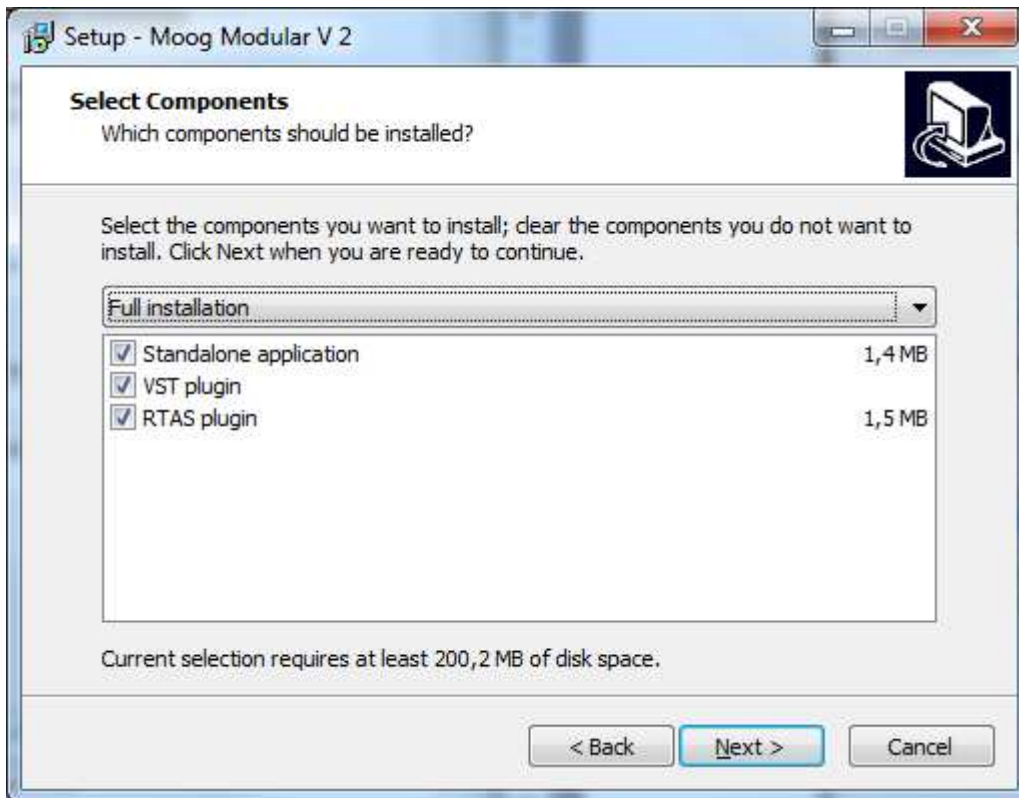 Setup - Moog Modular V 2
Select Components
Which components should be installed?
Select the components you want to install; clear the components you do not want to
install. Click Next when you are ready to continue.
Full installation
Standalone application 1,4 MB
VST plugin
RTAS plugin 1,5 MB
Current selection requires at least 200,2 MB of disk space.
< Back Next > Cancel